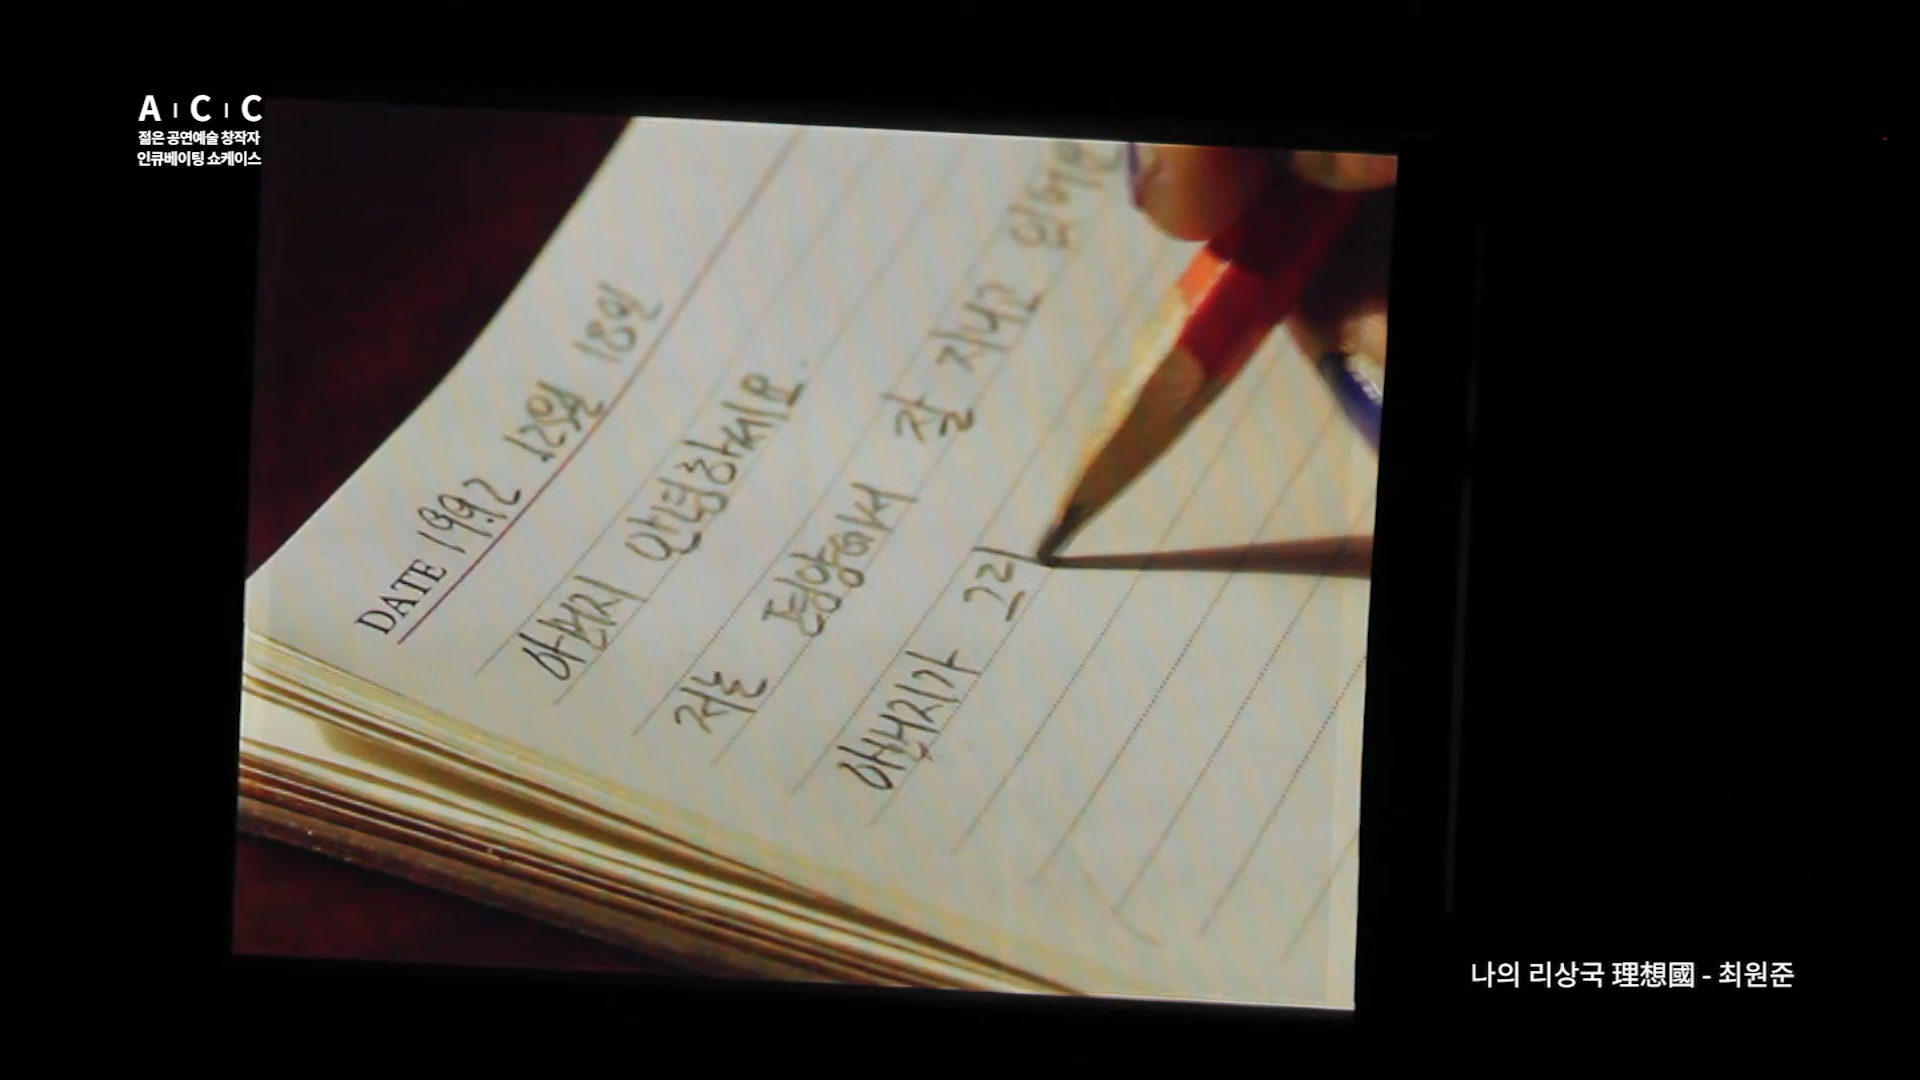 A I C I C
젊은 공연예술 창작자
인큐베이팅 쇼케이스
DATE 1992 12월 18일
아버지 안녕하세요.
저는 평양에서 잘 지내고
아버지가 그리
나의 리상국 理想國 - 최원준